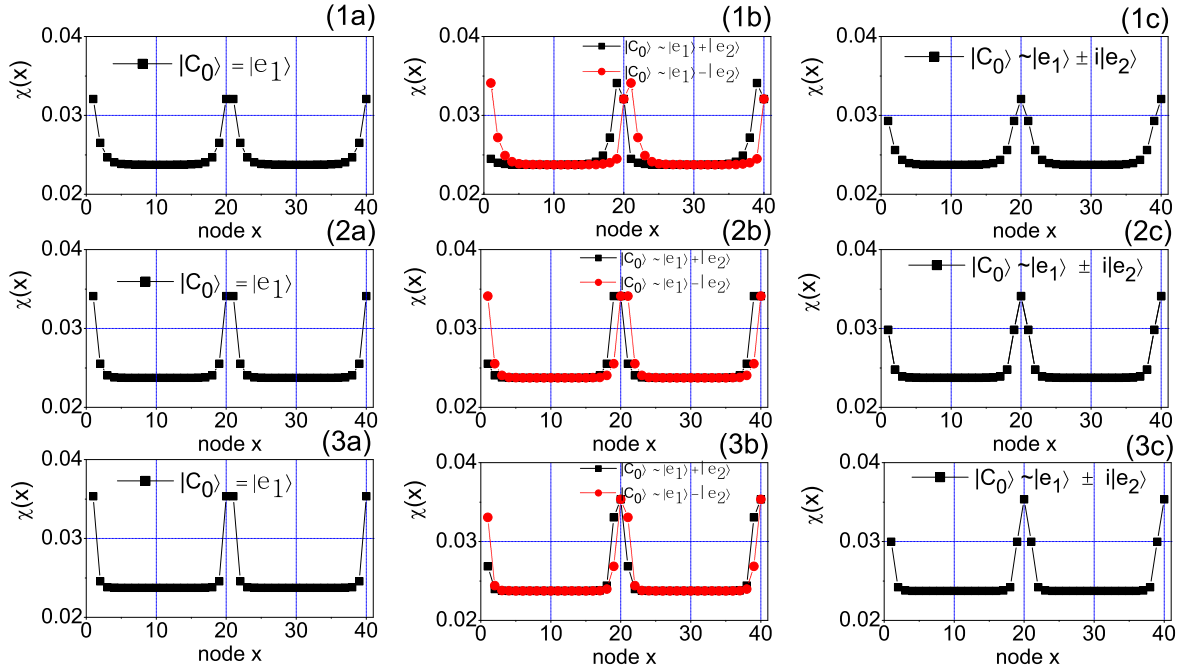 (1a)
0.04
0.03
0.02
χ(x)
|C₀⟩ = |e₁⟩
0 10 20 30 40
node x
(1b)
0.04
0.03
0.02
χ(x)
|C₀⟩ ~|e₁⟩+|e₂⟩
|C₀⟩ ~|e₁⟩−|e₂⟩
0 10 20 30 40
node x
(1c)
0.04
0.03
0.02
χ(x)
|C₀⟩ ~|e₁⟩ ± i|e₂⟩
0 10 20 30 40
node x
(2a)
0.04
0.03
0.02
χ(x)
|C₀⟩ = |e₁⟩
0 10 20 30 40
node x
(2b)
0.04
0.03
0.02
χ(x)
|C₀⟩ ~|e₁⟩+|e₂⟩
|C₀⟩ ~|e₁⟩−|e₂⟩
0 10 20 30 40
node x
(2c)
0.04
0.03
0.02
χ(x)
|C₀⟩ ~|e₁⟩ ± i|e₂⟩
0 10 20 30 40
node x
(3a)
0.04
0.03
0.02
χ(x)
|C₀⟩ = |e₁⟩
0 10 20 30 40
node x
(3b)
0.04
0.03
0.02
χ(x)
|C₀⟩ ~|e₁⟩+|e₂⟩
|C₀⟩ ~|e₁⟩−|e₂⟩
0 10 20 30 40
node x
(3c)
0.04
0.03
0.02
χ(x)
|C₀⟩ ~|e₁⟩ ± i|e₂⟩
0 10 20 30 40
node x